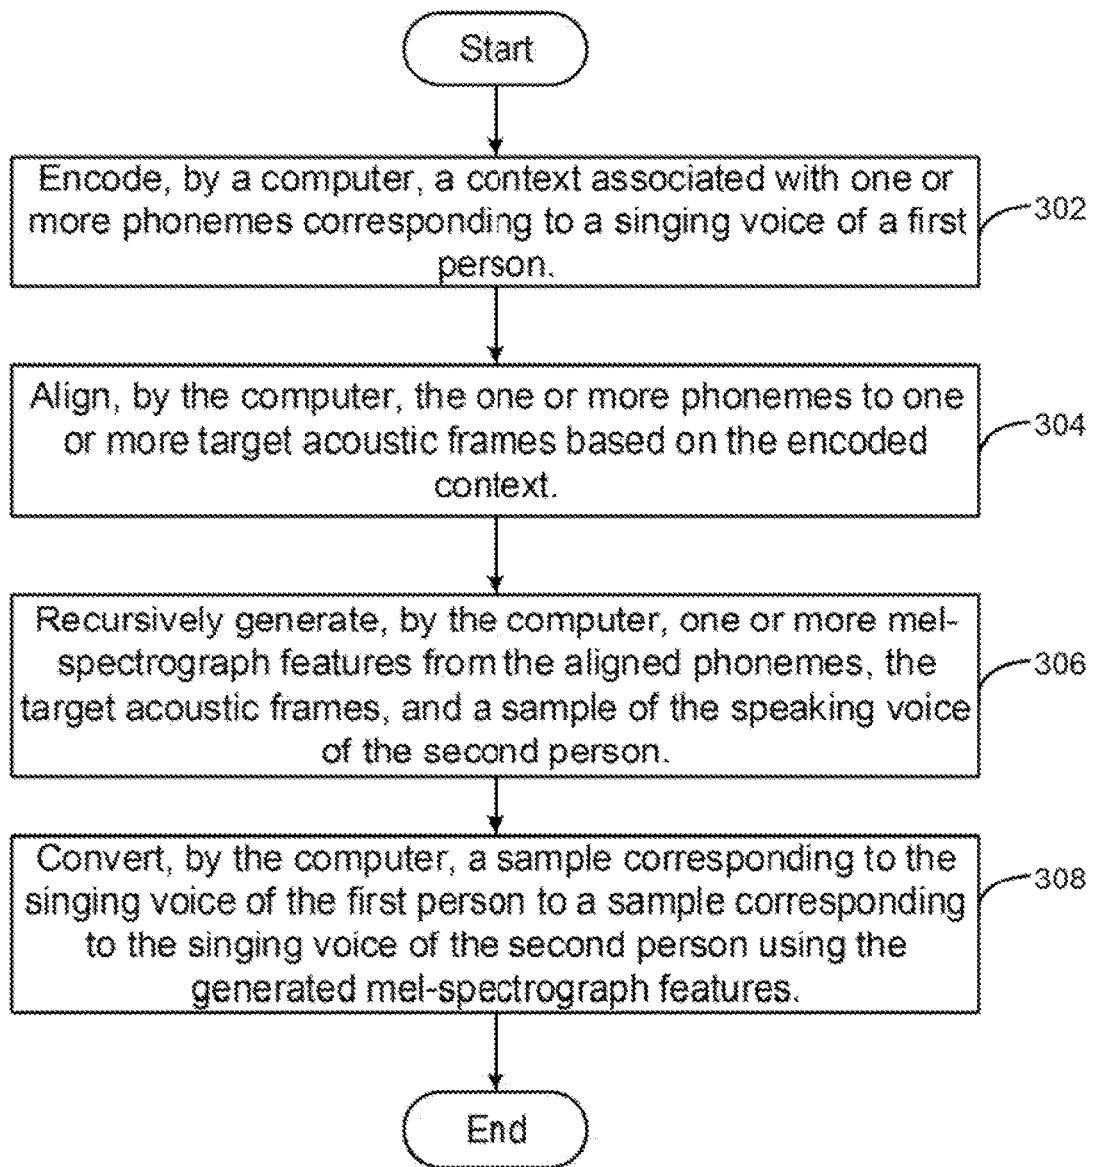 Start
Encode, by a computer, a context associated with one or
more phonemes corresponding to a singing voice of a first
person.
302
Align, by the computer, the one or more phonemes to one
or more target acoustic frames based on the encoded
context.
304
Recursively generate, by the computer, one or more mel-
spectrograph features from the aligned phonemes, the
target acoustic frames, and a sample of the speaking voice
of the second person.
306
Convert, by the computer, a sample corresponding to the
singing voice of the first person to a sample corresponding
to the singing voice of the second person using the
generated mel-spectrograph features.
308
End